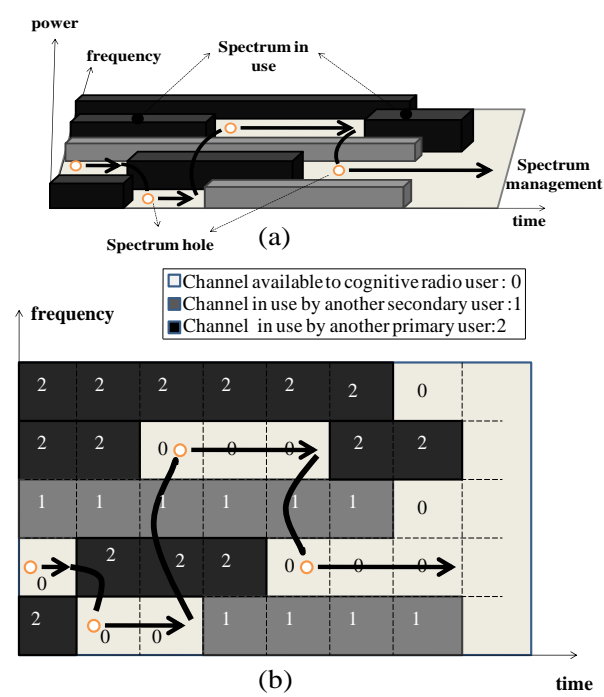 power
frequency
Spectrum in
use
Spectrum
management
time
Spectrum hole
(a)
Channel available to cognitive radio user : 0
Channel in use by another secondary user :1
Channel in use by another primary user:2
frequency
2 2 2 2 2 2 0
2 2 0 0 0 2 2
1 1 1 1 1 1 0
0 2 2 2 0 0 0
2 0 0 1 1 1 1
(b)
time